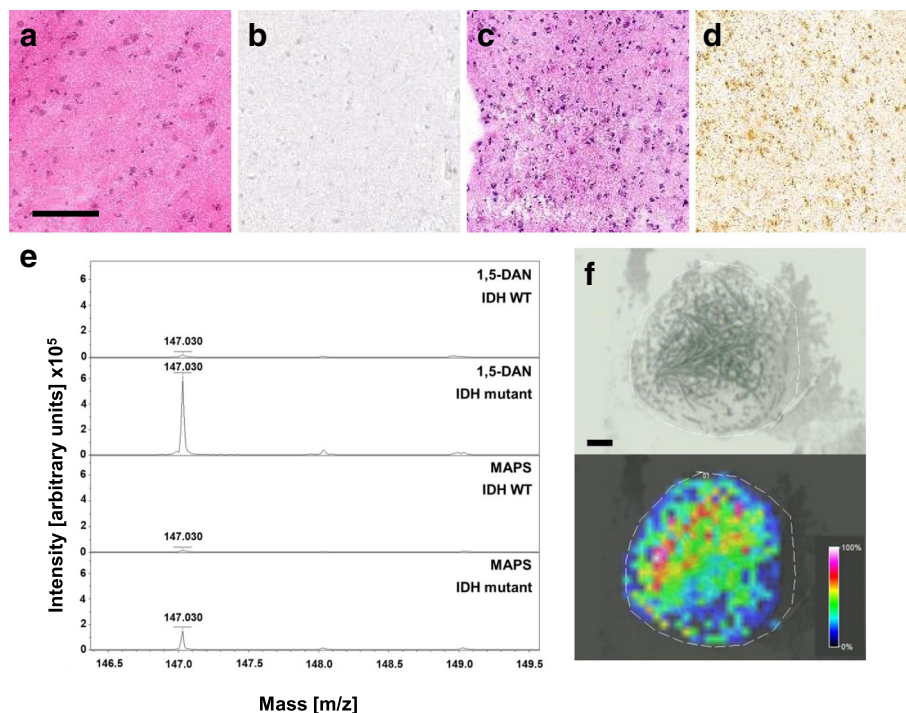 a
b
c
d
e
6
4
2
0
1,5-DAN
IDH WT
147.030
6
4
2
0
1,5-DAN
IDH mutant
147.030
6
4
2
0
MAPS
IDH WT
147.030
6
4
2
0
MAPS
IDH mutant
147.030
146.5 147.0 147.5 148.0 148.5 149.0 149.5
Mass [m/z]
Intensity [arbitrary units] x10⁵
f
01
100%
0%